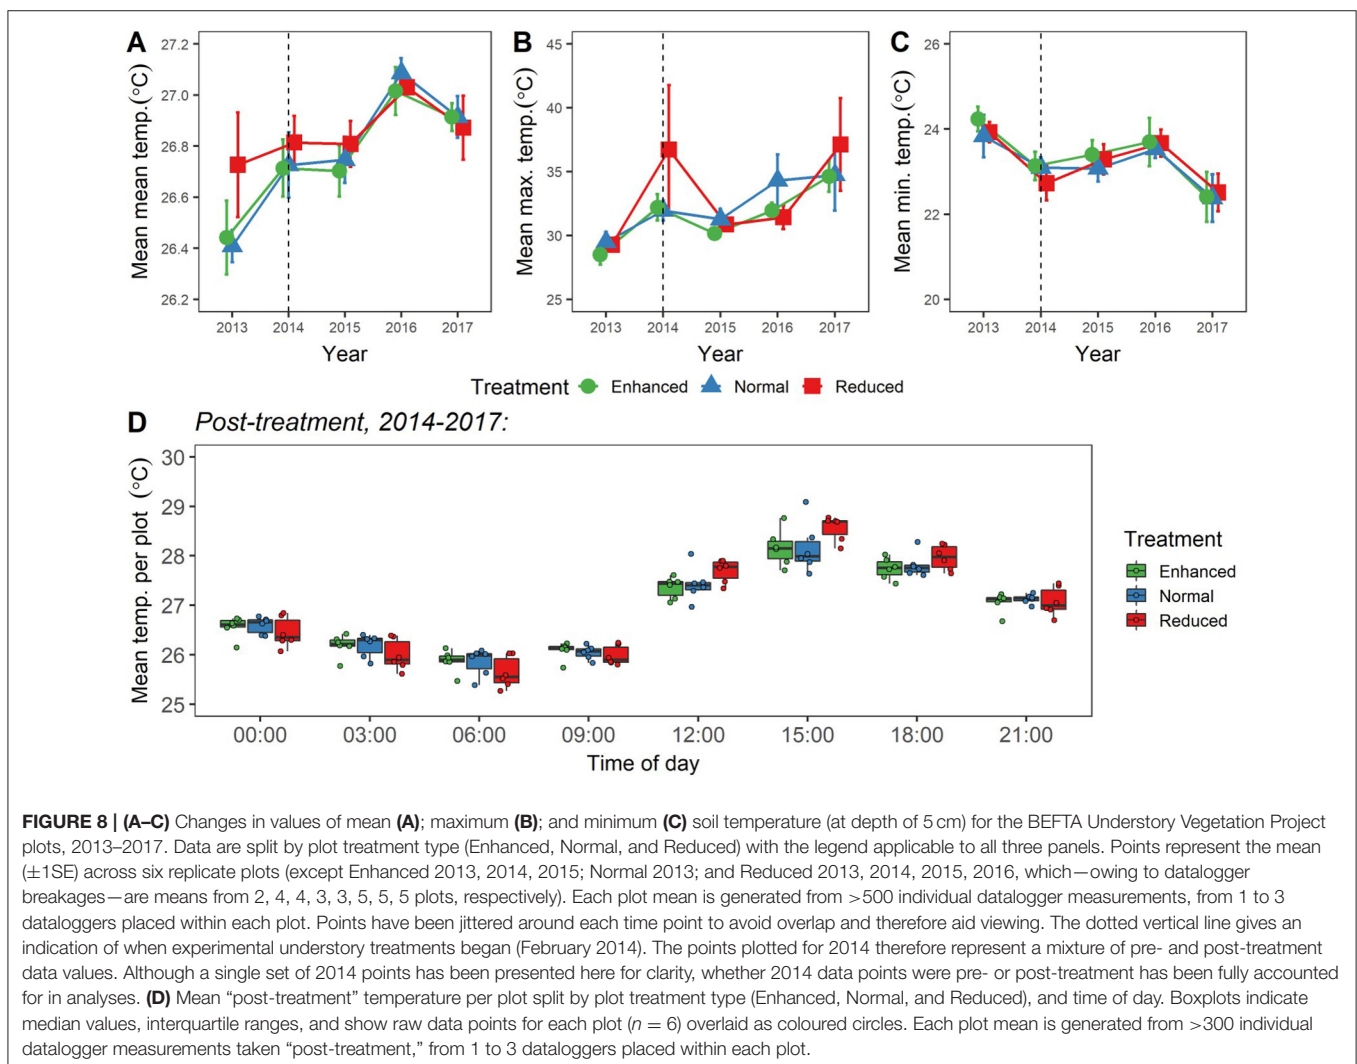 A
B
C
Mean mean temp.(°C)
27.2
27.0
26.8
26.6
26.4
26.2
2013 2014 2015 2016 2017
Year
Mean max. temp.(°C)
45
40
35
30
25
2013 2014 2015 2016 2017
Year
Mean min. temp.(°C)
26
24
22
20
2013 2014 2015 2016 2017
Year
Treatment Enhanced Normal Reduced
D Post-treatment, 2014-2017:
Mean temp. per plot (°C)
30
29
28
27
26
25
00:00 03:00 06:00 09:00 12:00 15:00 18:00 21:00
Time of day
Treatment
Enhanced
Normal
Reduced
FIGURE 8 | (A–C) Changes in values of mean (A); maximum (B); and minimum (C) soil temperature (at depth of 5 cm) for the BEFTA Understory Vegetation Project
plots, 2013–2017. Data are split by plot treatment type (Enhanced, Normal, and Reduced) with the legend applicable to all three panels. Points represent the mean
(±1SE) across six replicate plots (except Enhanced 2013, 2014, 2015; Normal 2013; and Reduced 2013, 2014, 2015, 2016, which—owing to datalogger
breakages—are means from 2, 4, 4, 3, 3, 5, 5, 5 plots, respectively). Each plot mean is generated from >500 individual datalogger measurements, from 1 to 3
dataloggers placed within each plot. Points have been jittered around each time point to avoid overlap and therefore aid viewing. The dotted vertical line gives an
indication of when experimental understory treatments began (February 2014). The points plotted for 2014 therefore represent a mixture of pre- and post-treatment
data values. Although a single set of 2014 points has been presented here for clarity, whether 2014 data points were pre- or post-treatment has been fully accounted
for in analyses. (D) Mean “post-treatment” temperature per plot split by plot treatment type (Enhanced, Normal, and Reduced), and time of day. Boxplots indicate
median values, interquartile ranges, and show raw data points for each plot (n = 6) overlaid as coloured circles. Each plot mean is generated from >300 individual
datalogger measurements taken “post-treatment,” from 1 to 3 dataloggers placed within each plot.